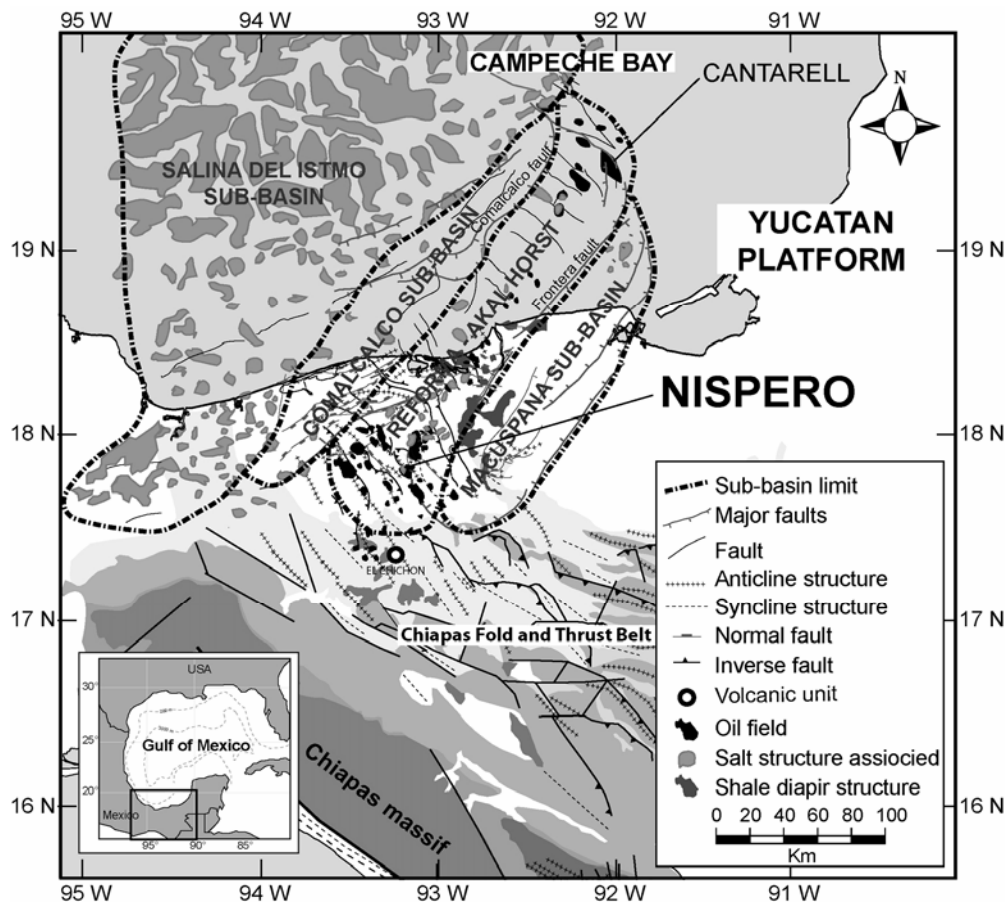 95 W
94 W
93 W
92 W
91 W
CAMPECHE BAY
CANTARELL
N
SALINA DEL ISTMO
SUB-BASIN
Comalcalco fault
COMALCALCO SUB-BASIN
REFORMA - AKAL HORST
Frontera fault
MACUSPANA SUB-BASIN
YUCATAN
PLATFORM
19 N
19 N
NISPERO
18 N
18 N
EL CHICHON
17 N
17 N
Chiapas Fold and Thrust Belt
Chiapas massif
16 N
16 N
Sub-basin limit
Major faults
Fault
Anticline structure
Syncline structure
Normal fault
Inverse fault
Volcanic unit
Oil field
Salt structure associed
Shale diapir structure
0 20 40 60 80 100
Km
USA
30°
25°
Gulf of Mexico
20°
Mexico
95°
90°
85°
95 W
94 W
93 W
92 W
91 W